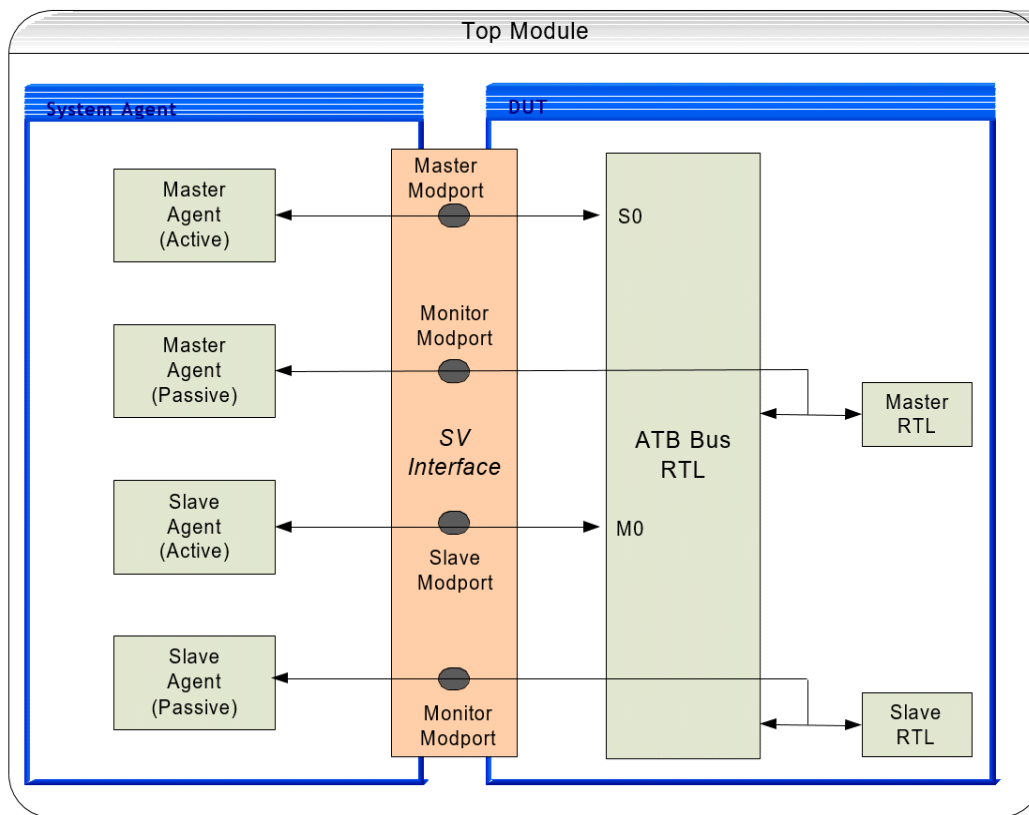 Top Module
System Agent
DUT
Master
Agent
(Active)
Master
Modport
S0
Master
Agent
(Passive)
Monitor
Modport
Master
RTL
SV
Interface
ATB Bus
RTL
Slave
Agent
(Active)
Slave
Modport
M0
Slave
Agent
(Passive)
Monitor
Modport
Slave
RTL